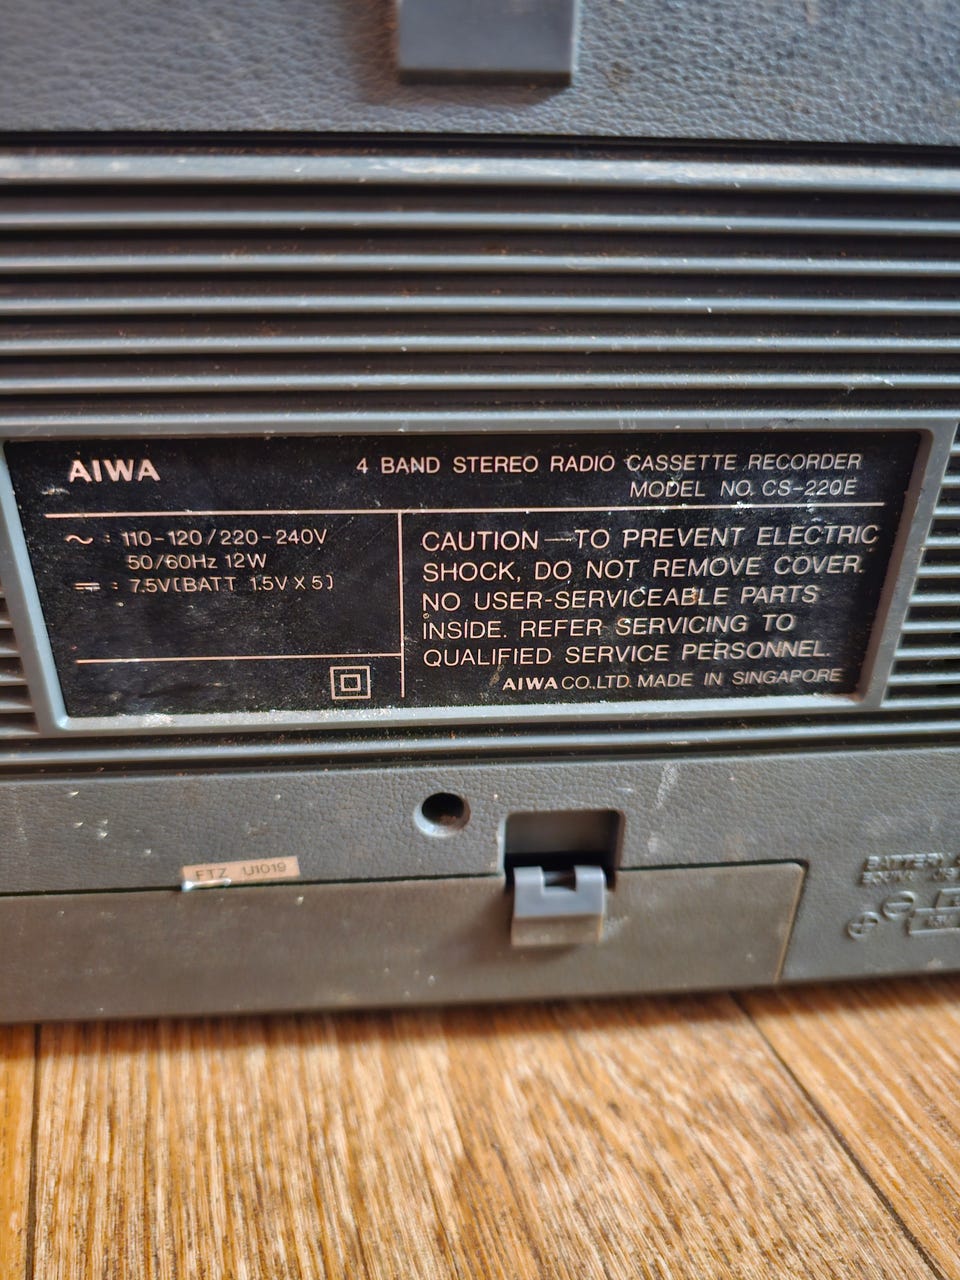 AIWA
4 BAND STEREO RADIO CASSETTE RECORDER
MODEL NO. CS-220E
~ : 110-120/220-240V
50/60Hz 12W
⎓ : 7.5V(BATT 1.5V X 5)
CAUTION — TO PREVENT ELECTRIC
SHOCK, DO NOT REMOVE COVER.
NO USER-SERVICEABLE PARTS
INSIDE. REFER SERVICING TO
QUALIFIED SERVICE PERSONNEL.
AIWA CO.,LTD. MADE IN SINGAPORE
FTZ U1019
BATTERY